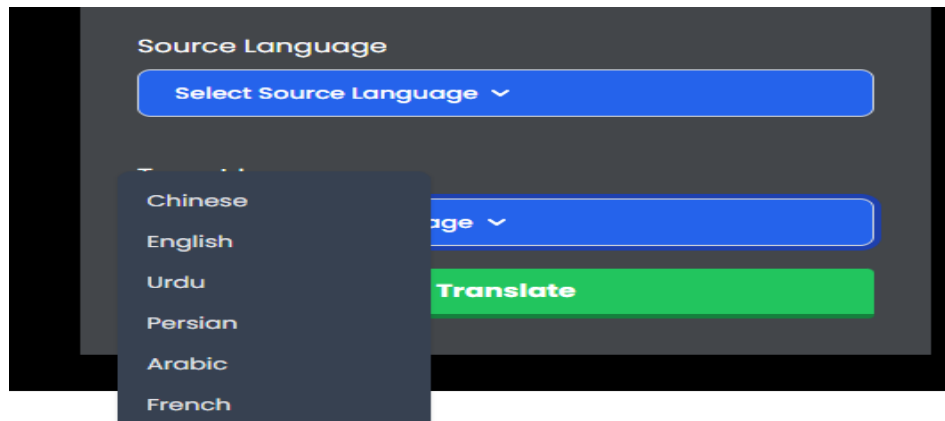 Source Language
Select Source Language
Chinese
English
Urdu
Persian
Arabic
French
Translate